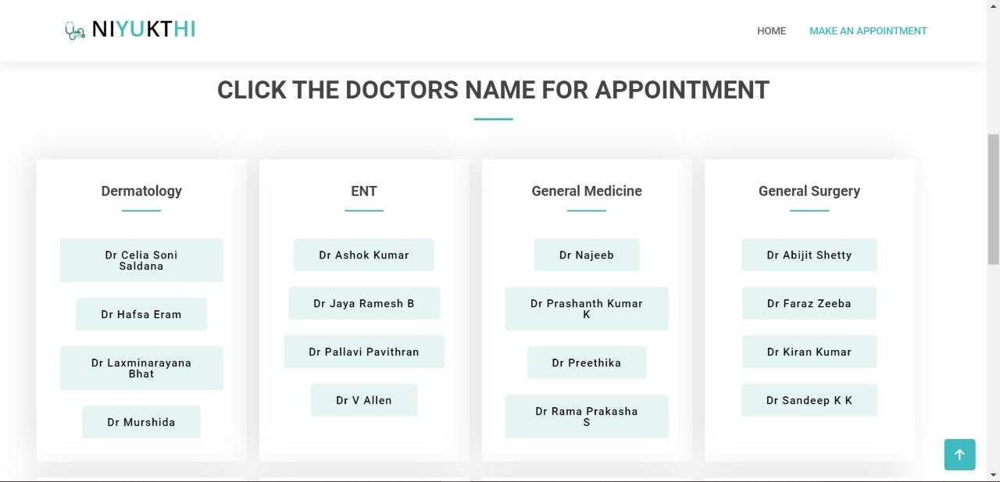 NIYUKTHI
HOME
MAKE AN APPOINTMENT
CLICK THE DOCTORS NAME FOR APPOINTMENT
Dermatology
Dr Celia Soni
Saldana
Dr Hafsa Eram
Dr Laxminarayana
Bhat
Dr Murshida
ENT
Dr Ashok Kumar
Dr Jaya Ramesh B
Dr Pallavi Pavithran
Dr V Allen
General Medicine
Dr Najeeb
Dr Prashanth Kumar
K
Dr Preethika
Dr Rama Prakasha
S
General Surgery
Dr Abijit Shetty
Dr Faraz Zeeba
Dr Kiran Kumar
Dr Sandeep K K